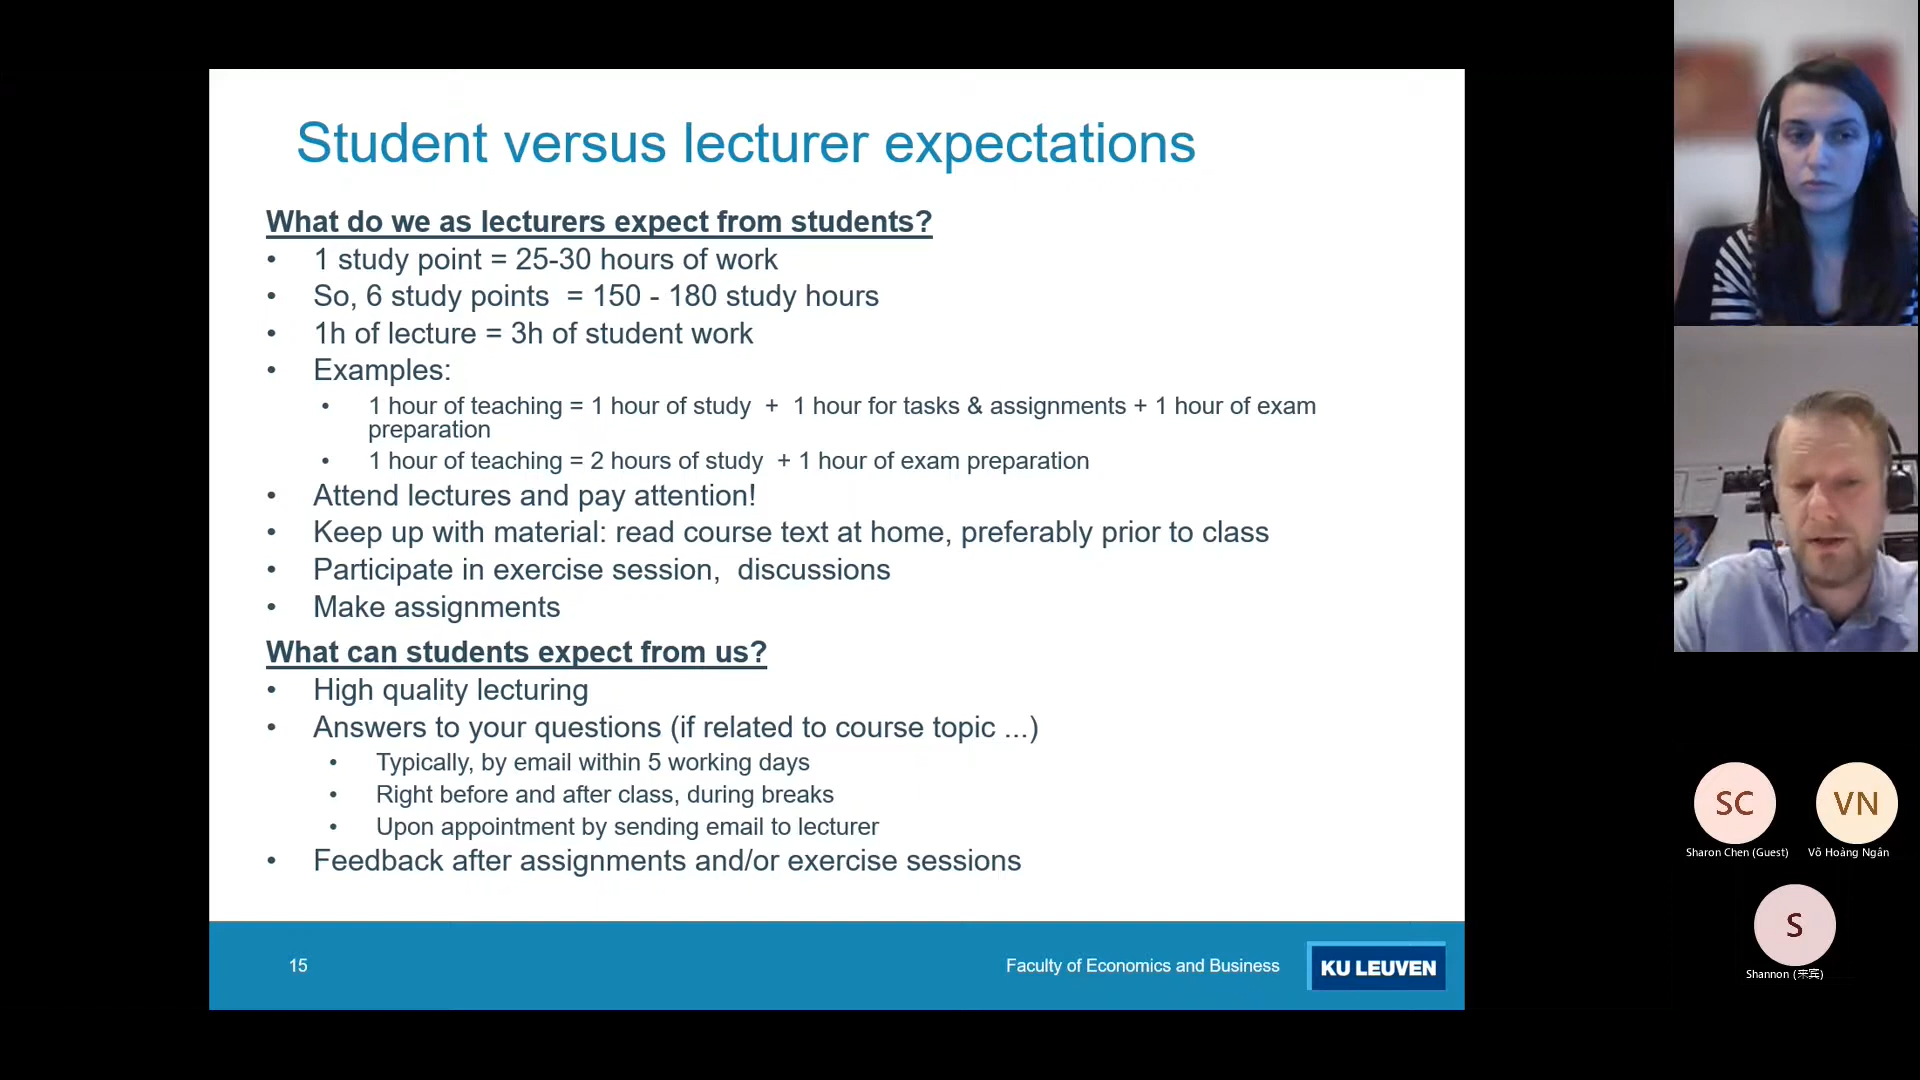 Student versus lecturer expectations
What do we as lecturers expect from students?
• 1 study point = 25-30 hours of work
• So, 6 study points = 150 - 180 study hours
• 1h of lecture = 3h of student work
• Examples:
• 1 hour of teaching = 1 hour of study + 1 hour for tasks & assignments + 1 hour of exam
preparation
• 1 hour of teaching = 2 hours of study + 1 hour of exam preparation
• Attend lectures and pay attention!
• Keep up with material: read course text at home, preferably prior to class
• Participate in exercise session, discussions
• Make assignments
What can students expect from us?
• High quality lecturing
• Answers to your questions (if related to course topic ...)
• Typically, by email within 5 working days
• Right before and after class, during breaks
• Upon appointment by sending email to lecturer
• Feedback after assignments and/or exercise sessions
15
Faculty of Economics and Business
KU LEUVEN
SC
VN
Sharon Chen (Guest)
Võ Hoàng Ngân
S
Shannon (来宾)